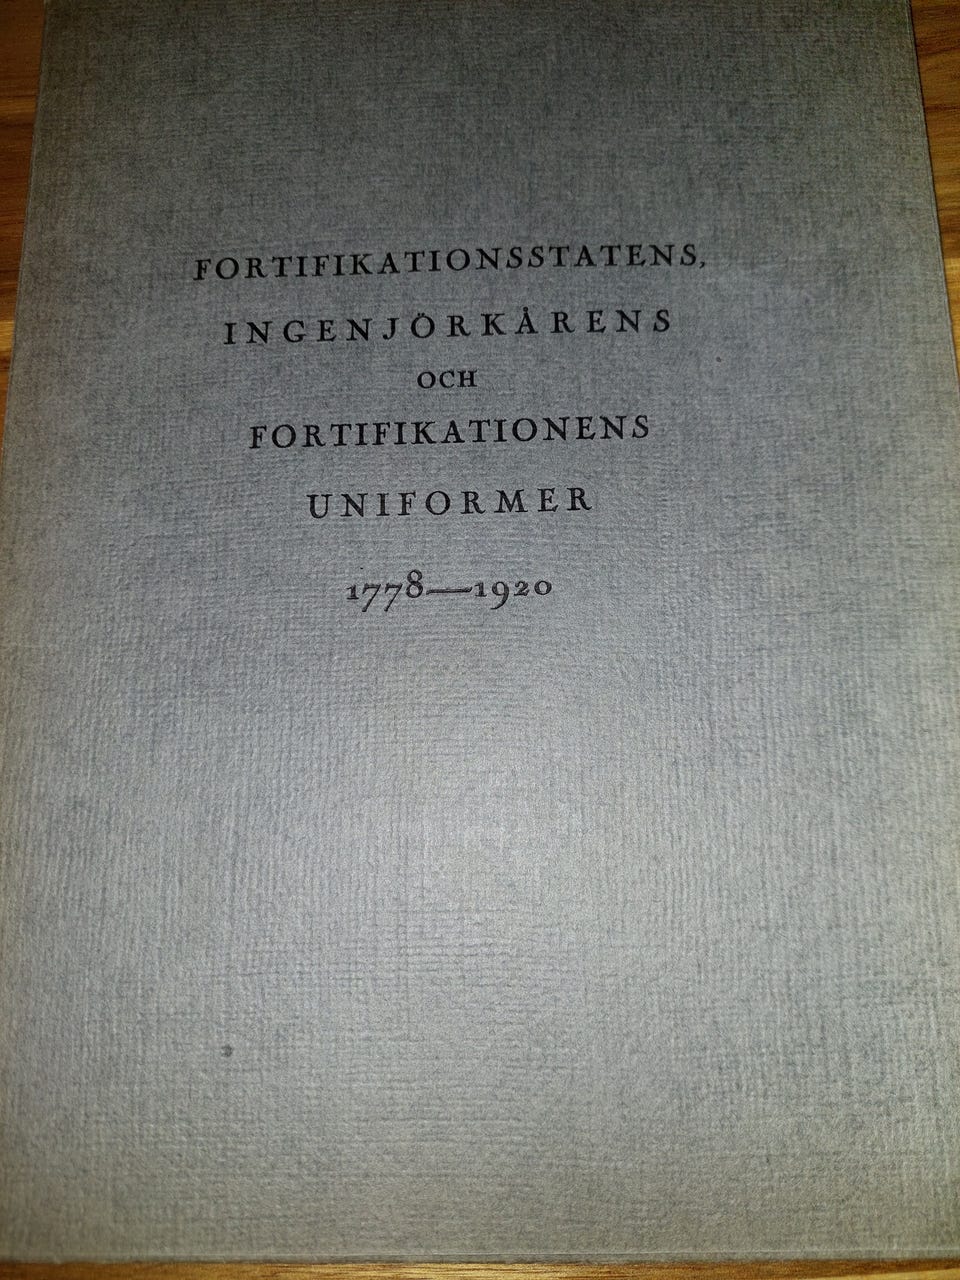 FORTIFIKATIONSSTATENS,
INGENJÖRKÅRENS
OCH
FORTIFIKATIONENS
UNIFORMER
1778—1920